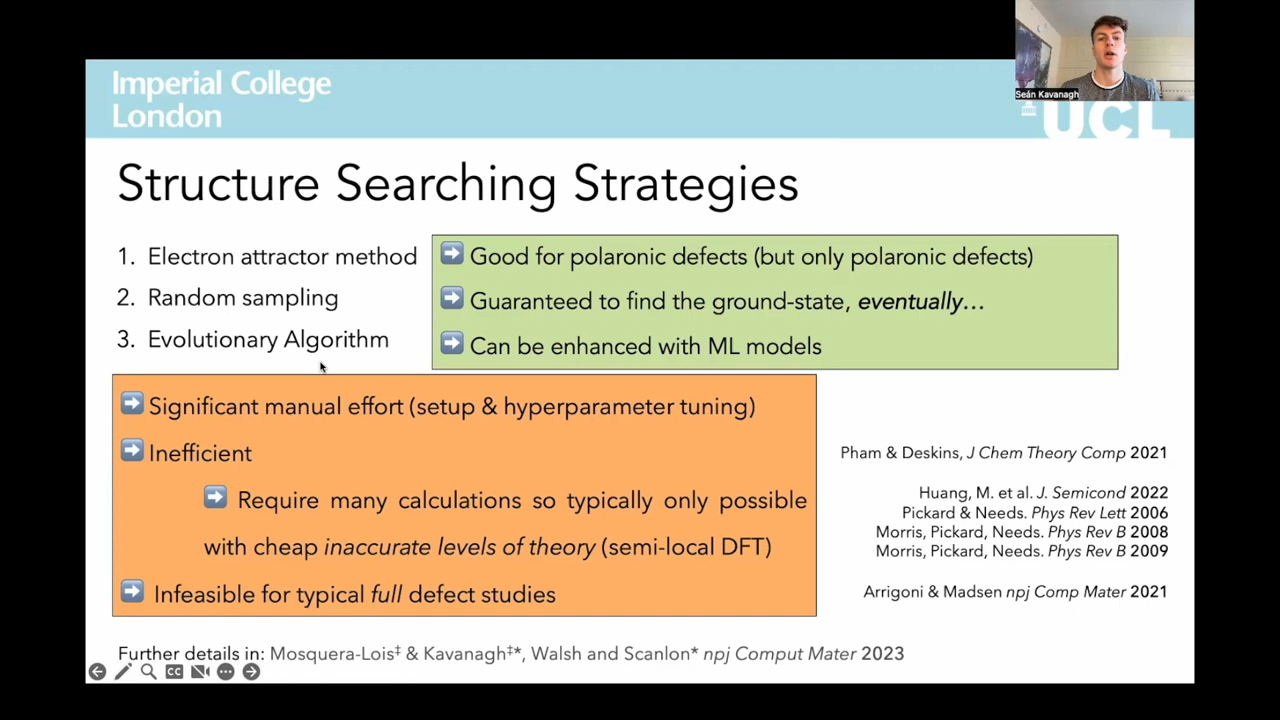 Imperial College
London
UCL
Seán Kavanagh
Structure Searching Strategies
1. Electron attractor method
2. Random sampling
3. Evolutionary Algorithm
Good for polaronic defects (but only polaronic defects)
Guaranteed to find the ground-state, eventually…
Can be enhanced with ML models
Significant manual effort (setup & hyperparameter tuning)
Inefficient
Require many calculations so typically only possible
with cheap inaccurate levels of theory (semi-local DFT)
Infeasible for typical full defect studies
Pham & Deskins, J Chem Theory Comp 2021
Huang, M. et al. J. Semicond 2022
Pickard & Needs. Phys Rev Lett 2006
Morris, Pickard, Needs. Phys Rev B 2008
Morris, Pickard, Needs. Phys Rev B 2009
Arrigoni & Madsen npj Comp Mater 2021
Further details in: Mosquera-Lois‡ & Kavanagh‡*, Walsh and Scanlon* npj Comput Mater 2023
CC